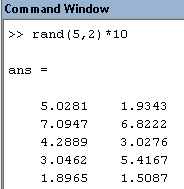 Command Window
>> rand(5,2)*10
ans =
5.0281 1.9343
7.0947 6.8222
4.2889 3.0276
3.0462 5.4167
1.8965 1.5087